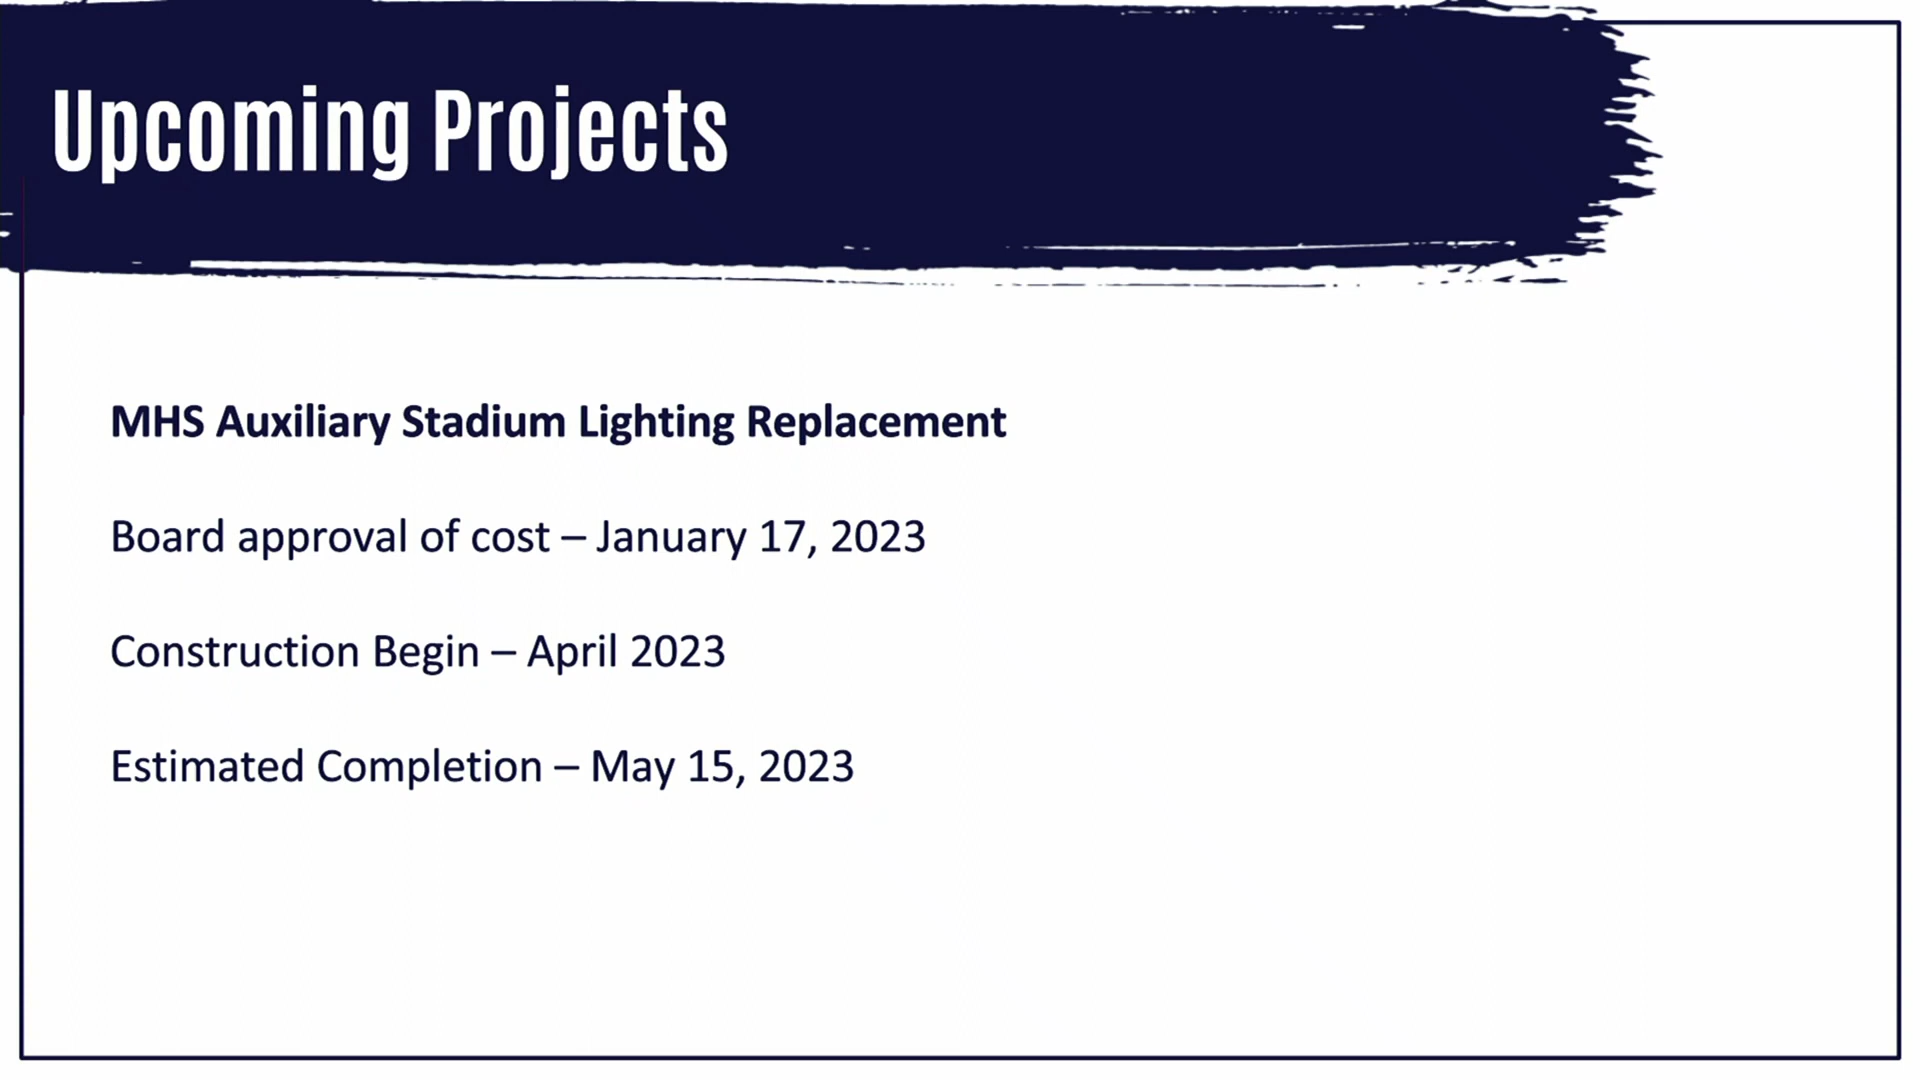 Upcoming Projects
MHS Auxiliary Stadium Lighting Replacement
Board approval of cost – January 17, 2023
Construction Begin – April 2023
Estimated Completion – May 15, 2023